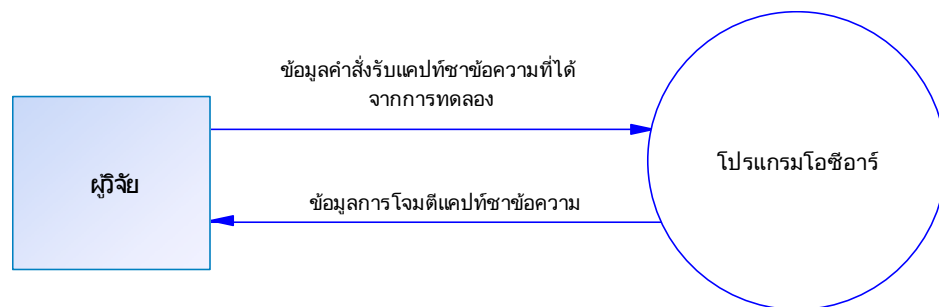 ข้อมูลคำสั่งรับแคปท์ชาข้อความที่ได้
จากการทดลอง
ผู้วิจัย
โปรแกรมโอซีอาร์
ข้อมูลการโจมตีแคปท์ชาข้อความ